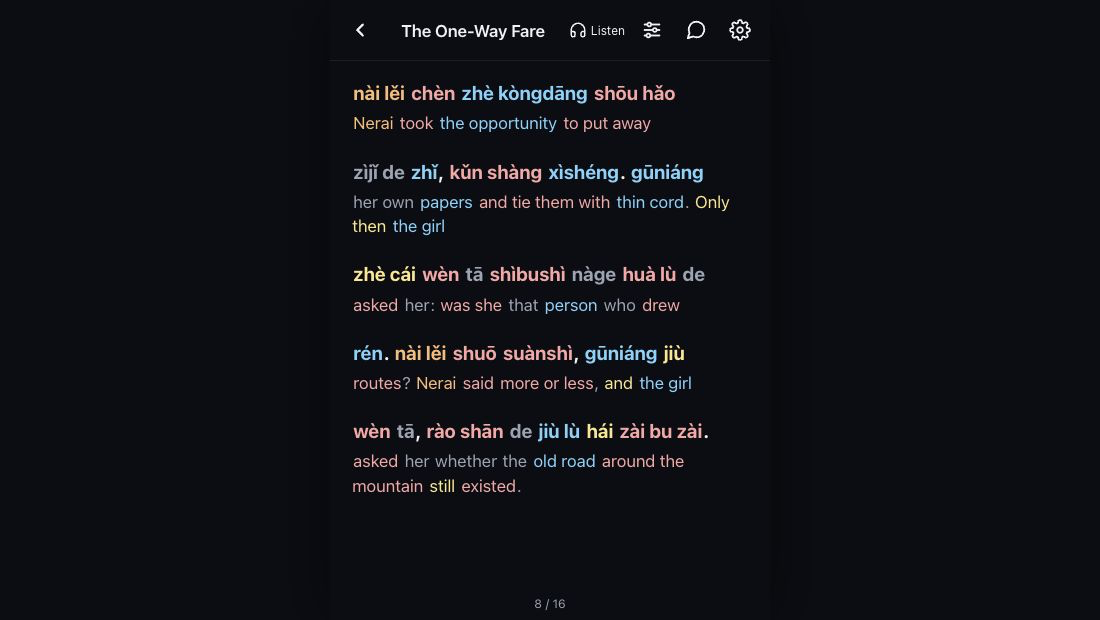 The One-Way Fare
Listen
nài lěi chèn zhè kòngdāng shōu hǎo
Nerai took the opportunity to put away
zìjǐ de zhǐ, kǔn shàng xìshéng. gūniáng
her own papers and tie them with thin cord. Only
then the girl
zhè cái wèn tā shìbushì nàge huà lù de
asked her: was she that person who drew
rén. nài lěi shuō suànshì, gūniáng jiù
routes? Nerai said more or less, and the girl
wèn tā, rào shān de jiù lù hái zài bu zài.
asked her whether the old road around the
mountain still existed.
8 / 16